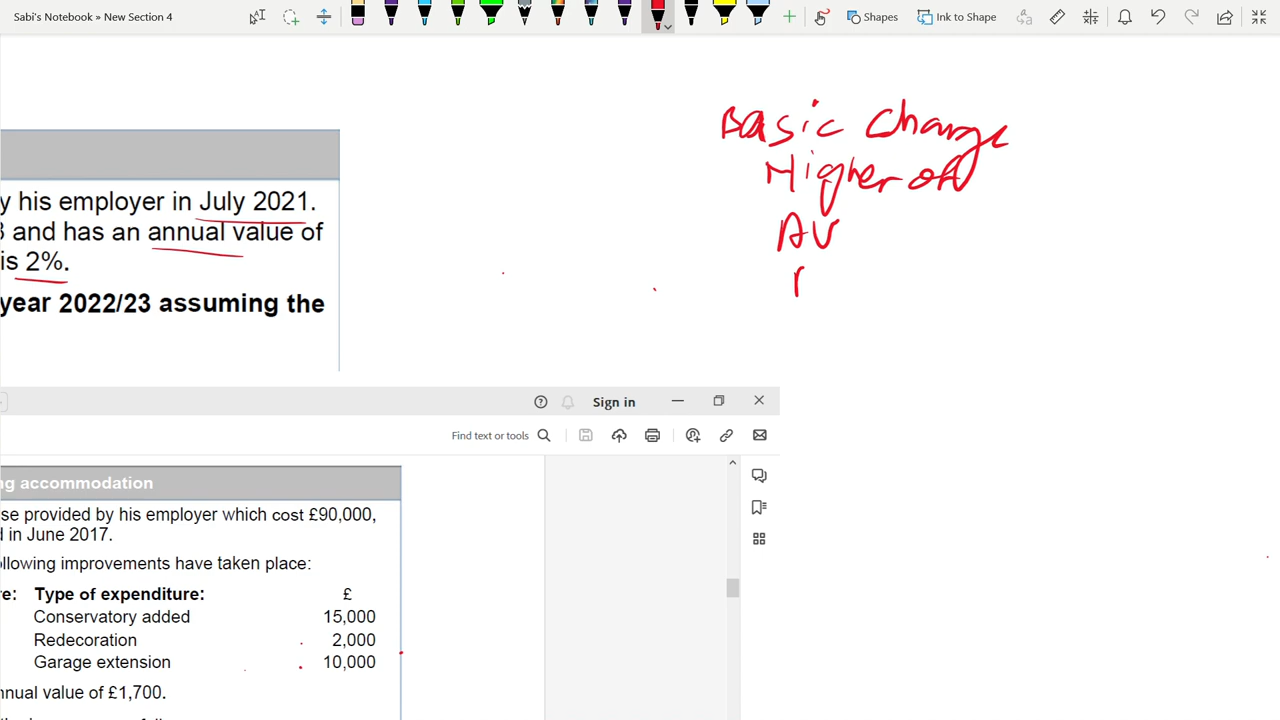 Sabi's Notebook » New Section 4
Shapes
Ink to Shape
Basic Charge
Higher of
AV
y his employer in July 2021.
and has an annual value of
is 2%.
year 2022/23 assuming the
Sign in
Find text or tools
ng accommodation
se provided by his employer which cost £90,000,
d in June 2017.
ollowing improvements have taken place:
re: Type of expenditure: £
Conservatory added 15,000
Redecoration 2,000
Garage extension 10,000
nnual value of £1,700.